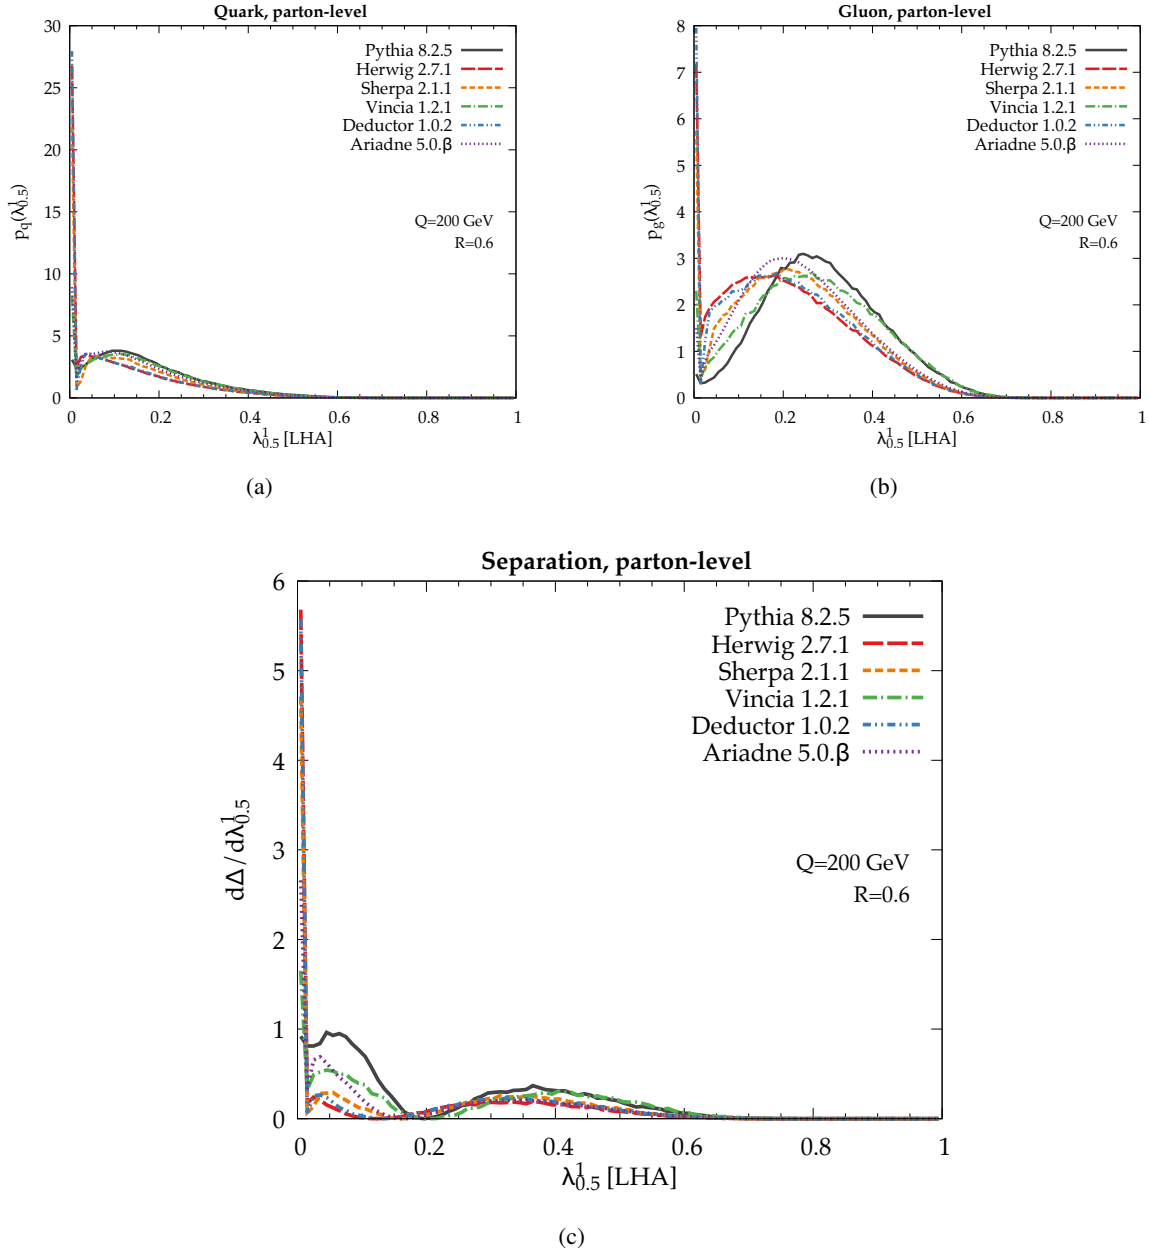 Quark, parton-level
30
25
20
15
10
5
0
0 0.2 0.4 0.6 0.8 1
p_q(λ^1_0.5)
λ^1_0.5 [LHA]
Pythia 8.2.5
Herwig 2.7.1
Sherpa 2.1.1
Vincia 1.2.1
Deductor 1.0.2
Ariadne 5.0.β
Q=200 GeV
R=0.6
(a)
Gluon, parton-level
8
7
6
5
4
3
2
1
0
0 0.2 0.4 0.6 0.8 1
p_g(λ^1_0.5)
λ^1_0.5 [LHA]
Pythia 8.2.5
Herwig 2.7.1
Sherpa 2.1.1
Vincia 1.2.1
Deductor 1.0.2
Ariadne 5.0.β
Q=200 GeV
R=0.6
(b)
Separation, parton-level
6
5
4
3
2
1
0
0 0.2 0.4 0.6 0.8 1
dΔ/dλ^1_0.5
λ^1_0.5 [LHA]
Pythia 8.2.5
Herwig 2.7.1
Sherpa 2.1.1
Vincia 1.2.1
Deductor 1.0.2
Ariadne 5.0.β
Q=200 GeV
R=0.6
(c)